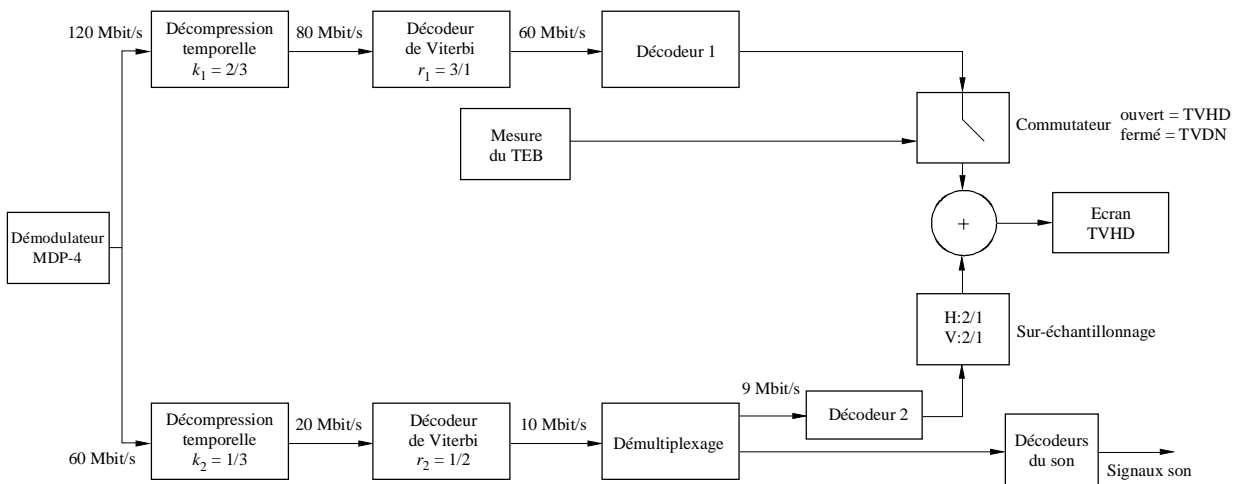 120 Mbit/s
Décompression
temporelle
k1 = 2/3
80 Mbit/s
Décodeur
de Viterbi
r1 = 3/1
60 Mbit/s
Décodeur 1
Mesure
du TEB
Commutateur
ouvert = TVHD
fermé = TVDN
Démodulateur
MDP-4
+
Ecran
TVHD
H:2/1
V:2/1
Sur-échantillonnage
60 Mbit/s
Décompression
temporelle
k2 = 1/3
20 Mbit/s
Décodeur
de Viterbi
r2 = 1/2
10 Mbit/s
Démultiplexage
9 Mbit/s
Décodeur 2
Décodeurs
du son
Signaux son